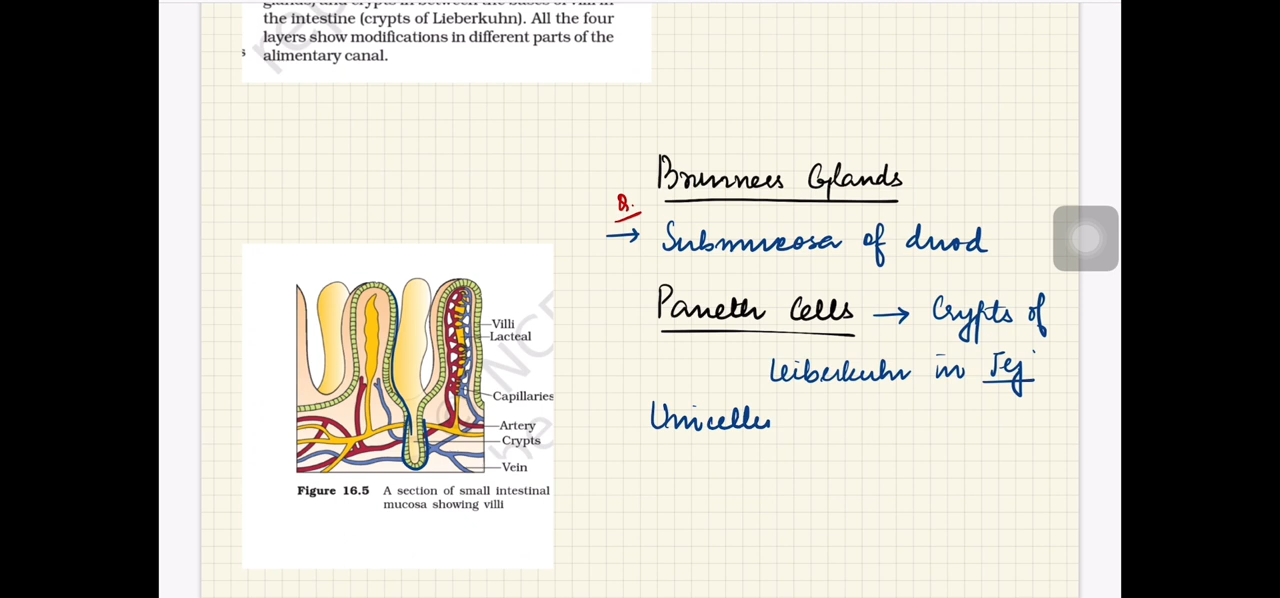 the intestine (crypts of Lieberkuhn). All the four
s layers show modifications in different parts of the
alimentary canal.
Brunners Glands
Q.
→ Submucosa of duod
Paneth Cells → Crypts of
Leiberkuhn in Jej
Unicellu
Villi
Lacteal
Capillaries
Artery
Crypts
Vein
Figure 16.5 A section of small intestinal
mucosa showing villi